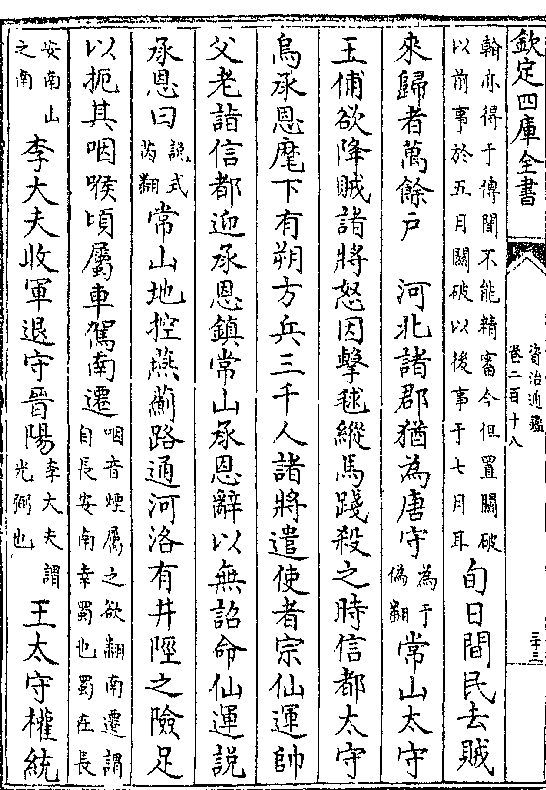 欽定四庫全書
資治通鑑
卷二百十八
三十三
翰亦得于傳聞不能精審今但置關破
以前事於五月關破以後事于七月耳
旬日間民去賊
來歸者萬餘戶 河北諸郡猶為唐守
為于
偽翻
常山太守
王俌欲降賊諸將怒因擊毬縱馬踐殺之時信都太守
烏承恩麾下有朔方兵三千人諸將遣使者宗仙運帥
父老詣信都迎承恩鎮常山承恩辭以無詔命仙運説
承恩曰
説式
芮翻
常山地控燕薊路通河洛有井陘之險足
以扼其咽喉頃屬車駕南遷
咽音煙屬之欲翻南遷謂
自長安南幸蜀也蜀在長
安南山
之南
李大夫收軍退守晉陽
李大夫謂
光弼也
王太守權統